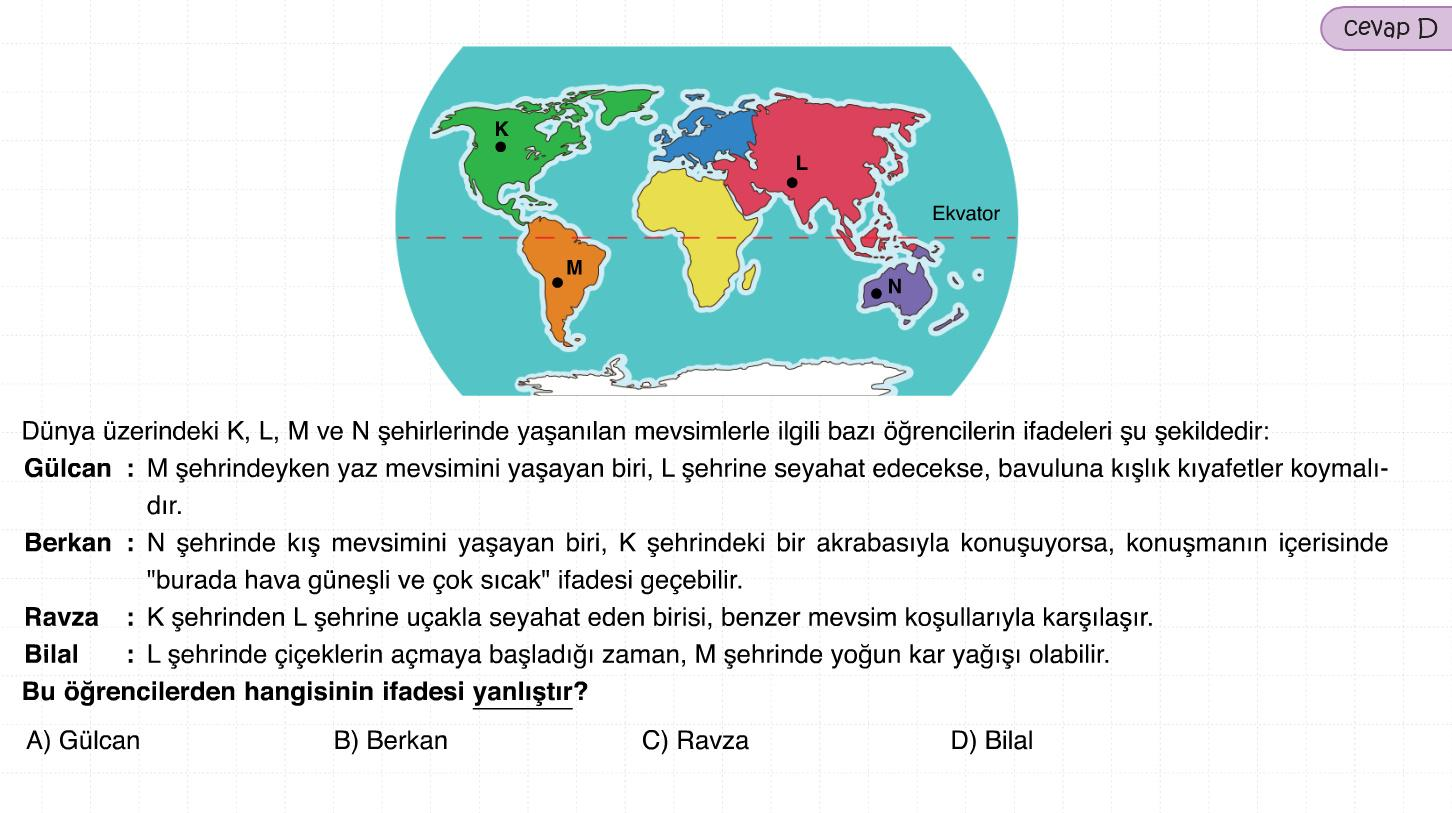 cevap D
K
L
Ekvator
M
N
Dünya üzerindeki K, L, M ve N şehirlerinde yaşanılan mevsimlerle ilgili bazı öğrencilerin ifadeleri şu şekildedir:
Gülcan : M şehrindeyken yaz mevsimini yaşayan biri, L şehrine seyahat edecekse, bavuluna kışlık kıyafetler koymalı-
dır.
Berkan : N şehrinde kış mevsimini yaşayan biri, K şehrindeki bir akrabasıyla konuşuyorsa, konuşmanın içerisinde
"burada hava güneşli ve çok sıcak" ifadesi geçebilir.
Ravza : K şehrinden L şehrine uçakla seyahat eden birisi, benzer mevsim koşullarıyla karşılaşır.
Bilal : L şehrinde çiçeklerin açmaya başladığı zaman, M şehrinde yoğun kar yağışı olabilir.
Bu öğrencilerden hangisinin ifadesi yanlıştır?
A) Gülcan B) Berkan C) Ravza D) Bilal